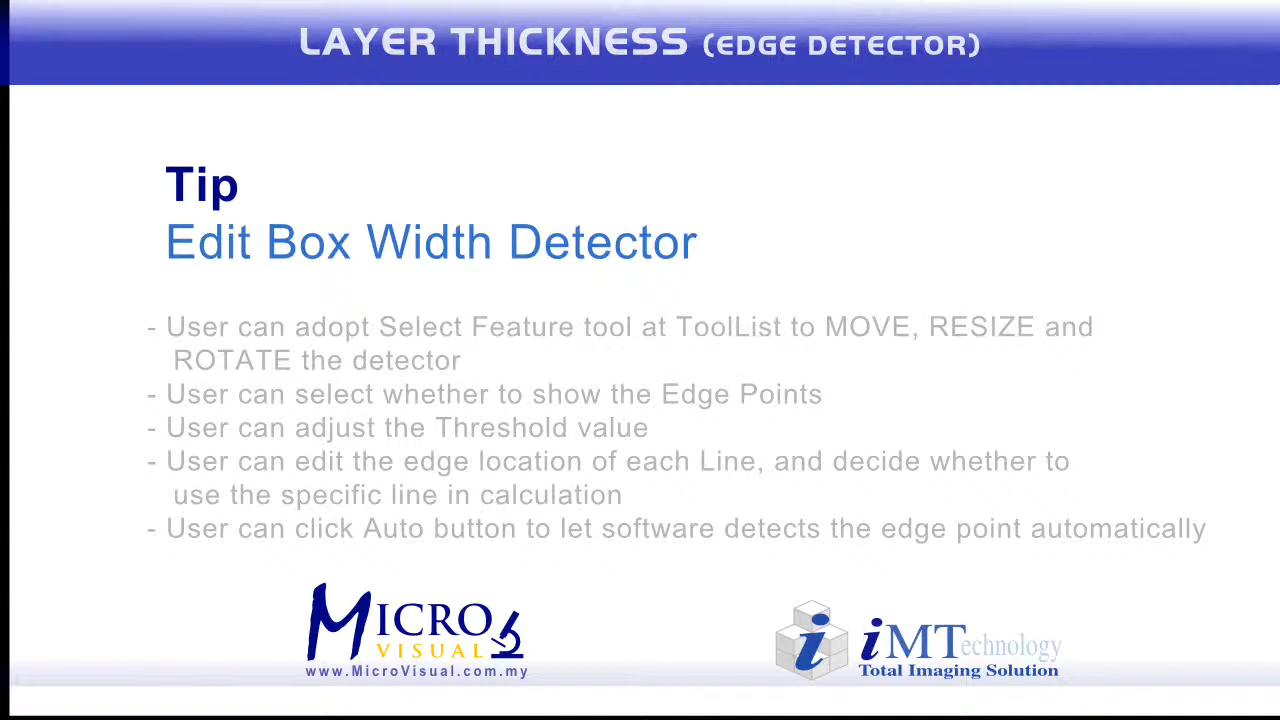 LAYER THICKNESS (EDGE DETECTOR)
Tip
Edit Box Width Detector
- User can adopt Select Feature tool at ToolList to MOVE, RESIZE and
ROTATE the detector
- User can select whether to show the Edge Points
- User can adjust the Threshold value
- User can edit the edge location of each Line, and decide whether to
use the specific line in calculation
- User can click Auto button to let software detects the edge point automatically
MICRO
VISUAL
www.MicroVisual.com.my
i iMTechnology
Total Imaging Solution